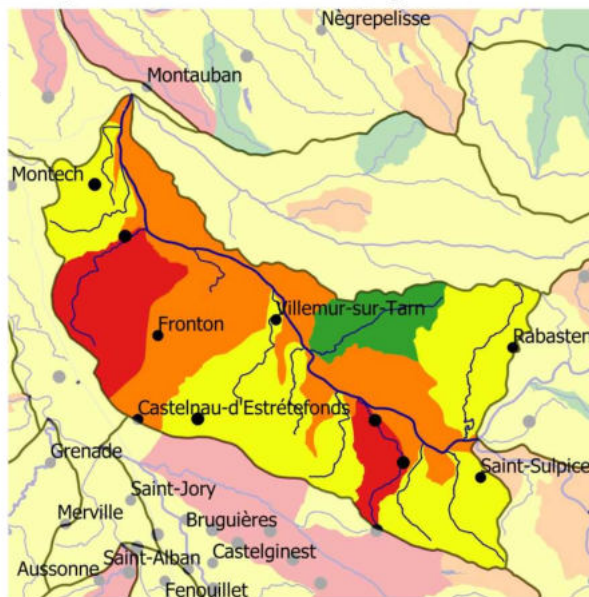 Nègrepelisse
Montauban
Montech
Villemur-sur-Tarn
Fronton
Rabasten
Castelnau-d'Estrétefonds
Grenade
Saint-Sulpice
Saint-Jory
Merville
Bruguières
Saint-Alban
Castelginest
Aussonne
Fenouillet